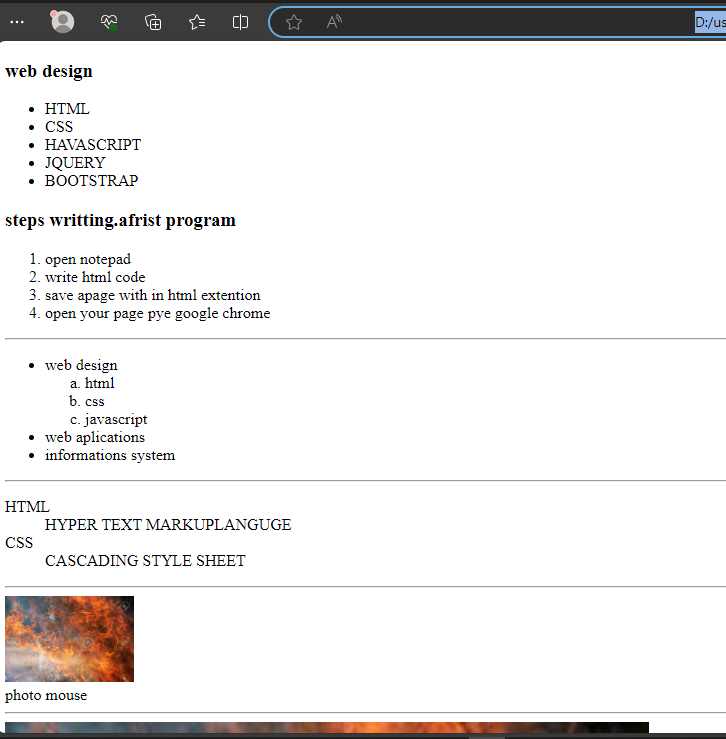 D:/us
web design
HTML
CSS
HAVASCRIPT
JQUERY
BOOTSTRAP
steps writting.afrist program
1. open notepad
2. write html code
3. save apage with in html extention
4. open your page pye google chrome
web design
a. html
b. css
c. javascript
web aplications
informations system
HTML
HYPER TEXT MARKUPLANGUGE
CSS
CASCADING STYLE SHEET
photo mouse